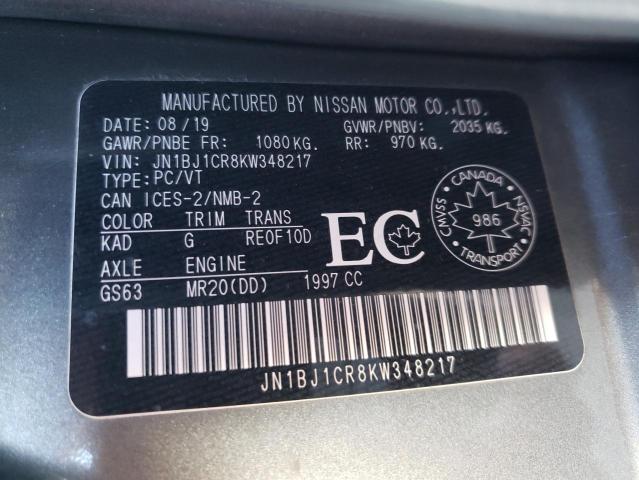 MANUFACTURED BY NISSAN MOTOR CO.,LTD.
DATE: 08/19 GVWR/PNBV: 2035 KG.
GAWR/PNBE FR: 1080KG. RR: 970 KG.
VIN: JN1BJ1CR8KW348217
TYPE: PC/VT
CAN ICES-2/NMB-2
COLOR TRIM TRANS
KAD G RE0F10D
AXLE ENGINE
GS63 MR20(DD) 1997 CC
EC
CANADA
CMVSS 986 NSVAC
TRANSPORT
JN1BJ1CR8KW348217